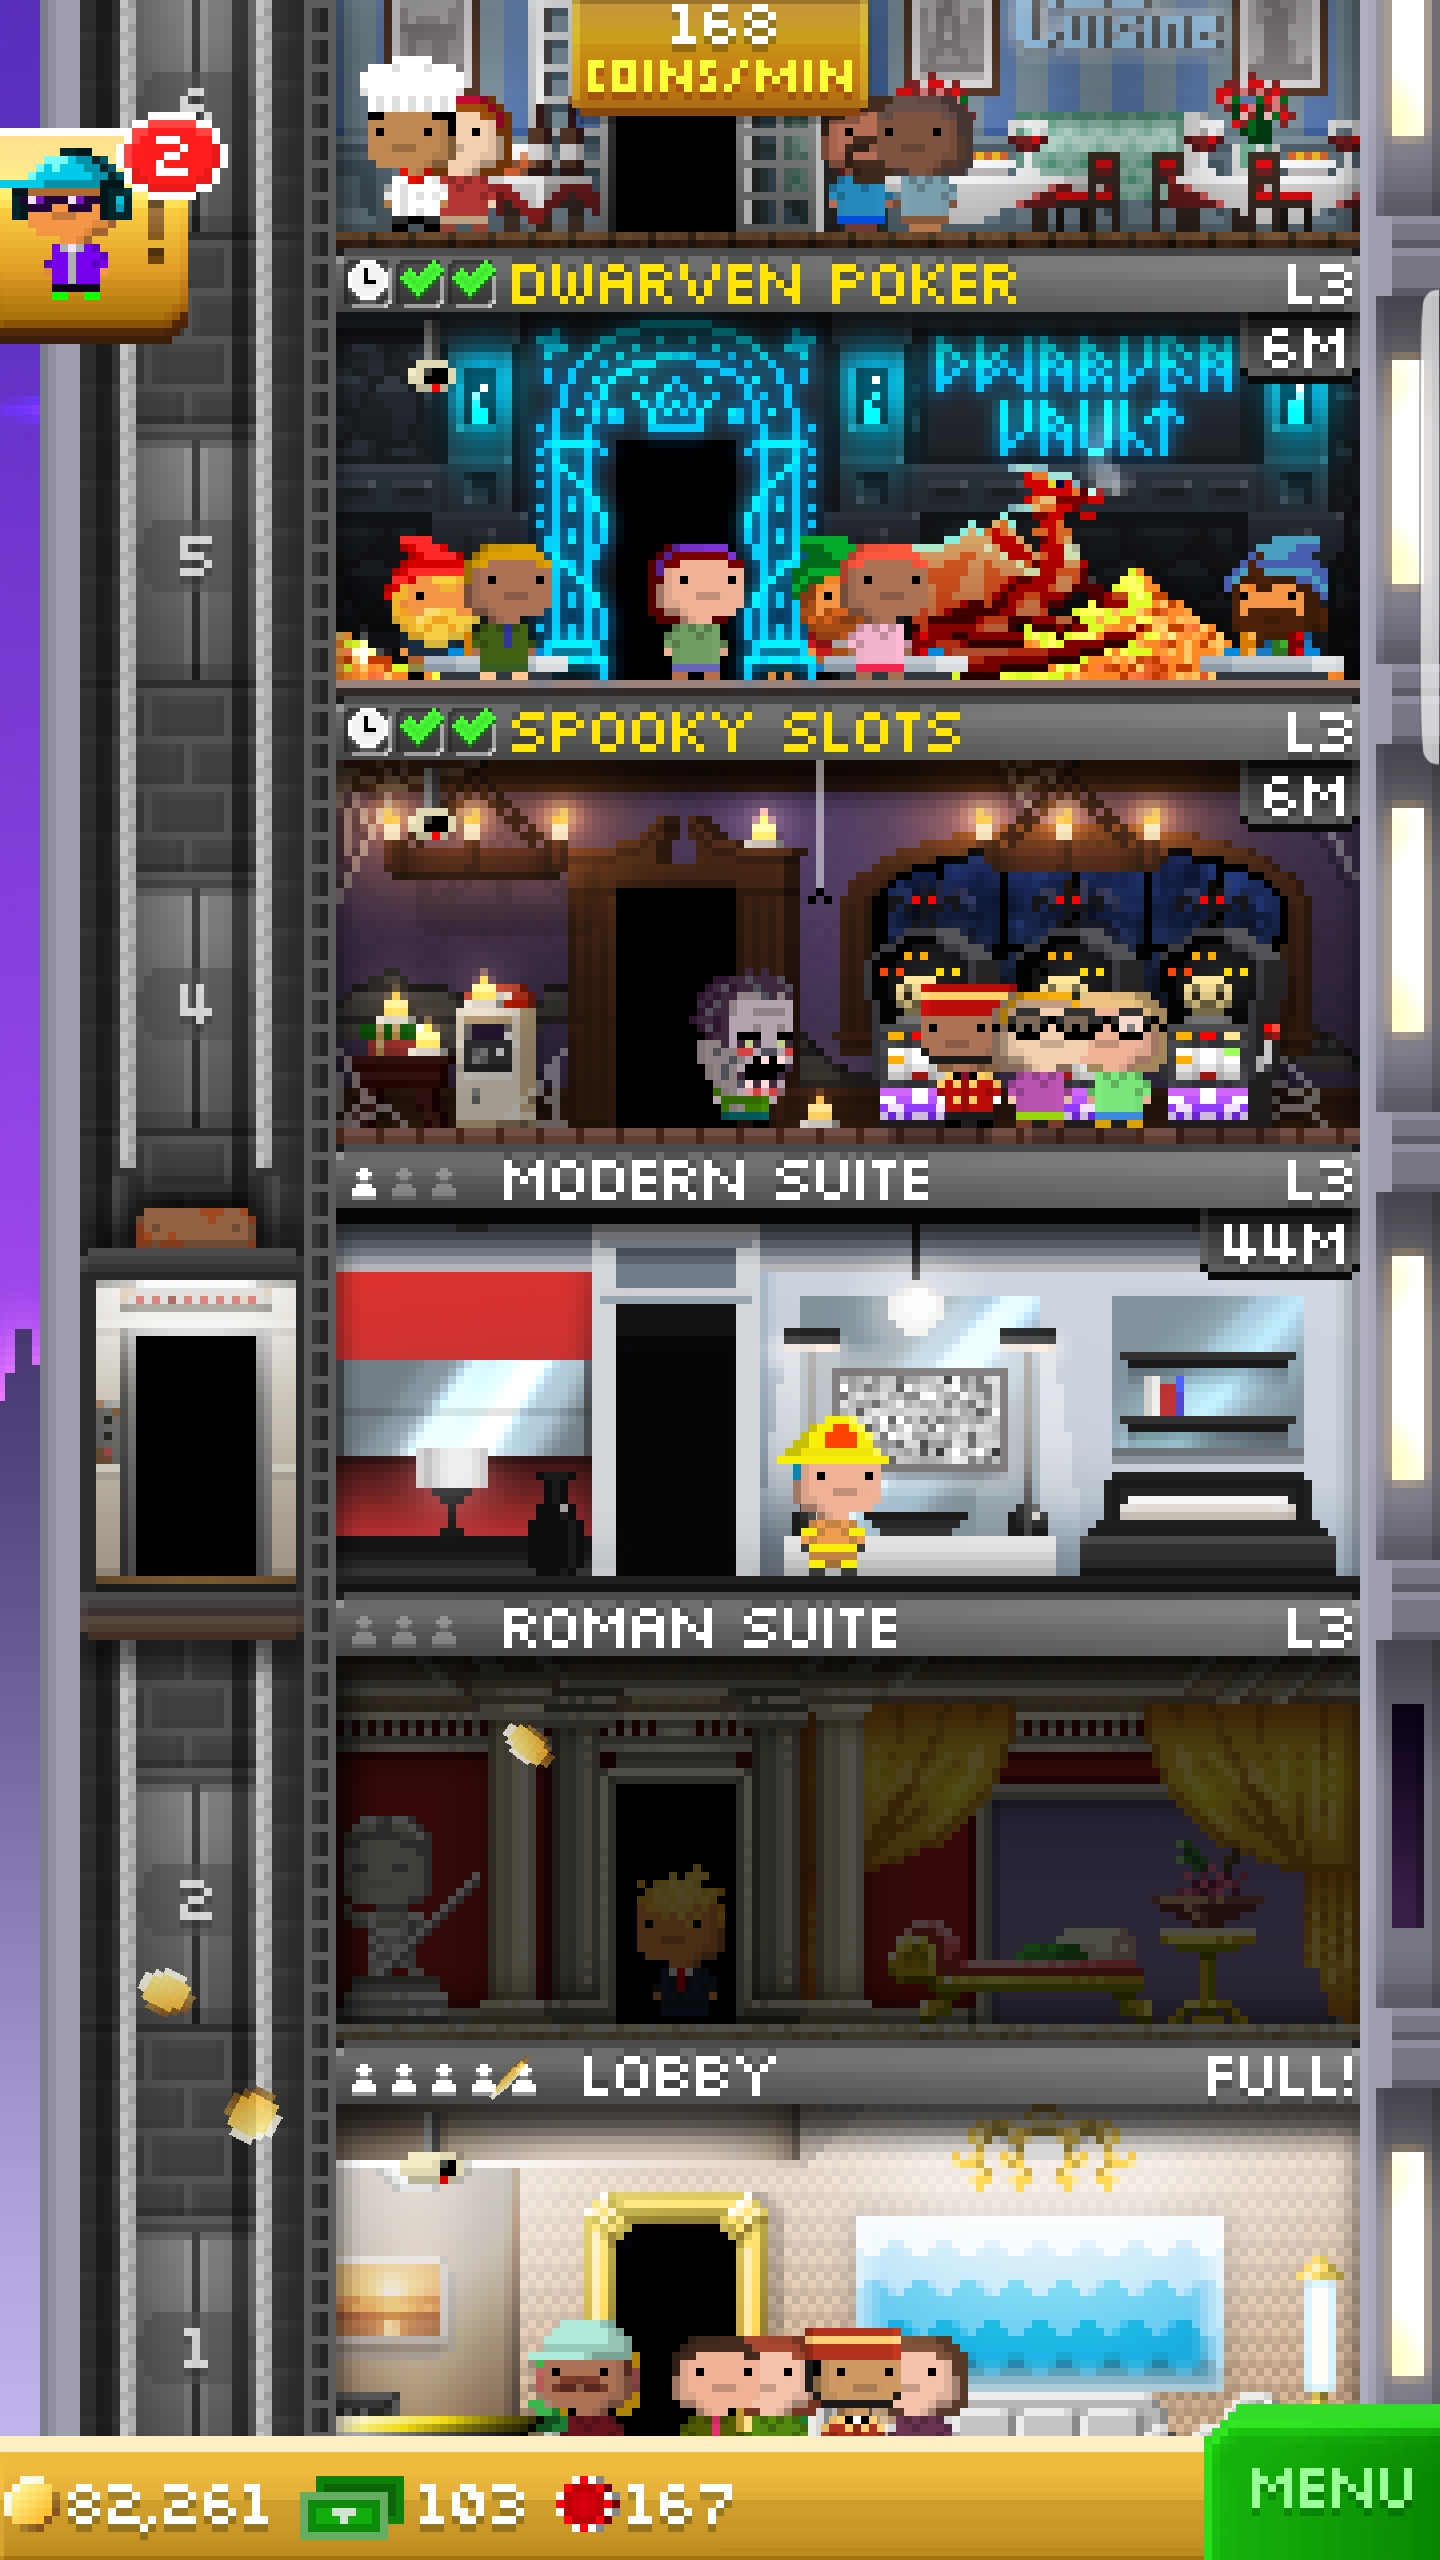 168
Cuisine
COINS/MIN
2
DWARVEN POKER L3
6M
DWARVEN
VAULT
5
SPOOKY SLOTS L3
6M
4
MODERN SUITE L3
44M
ROMAN SUITE L3
2
LOBBY FULL!
1
82,261 103 167 MENU